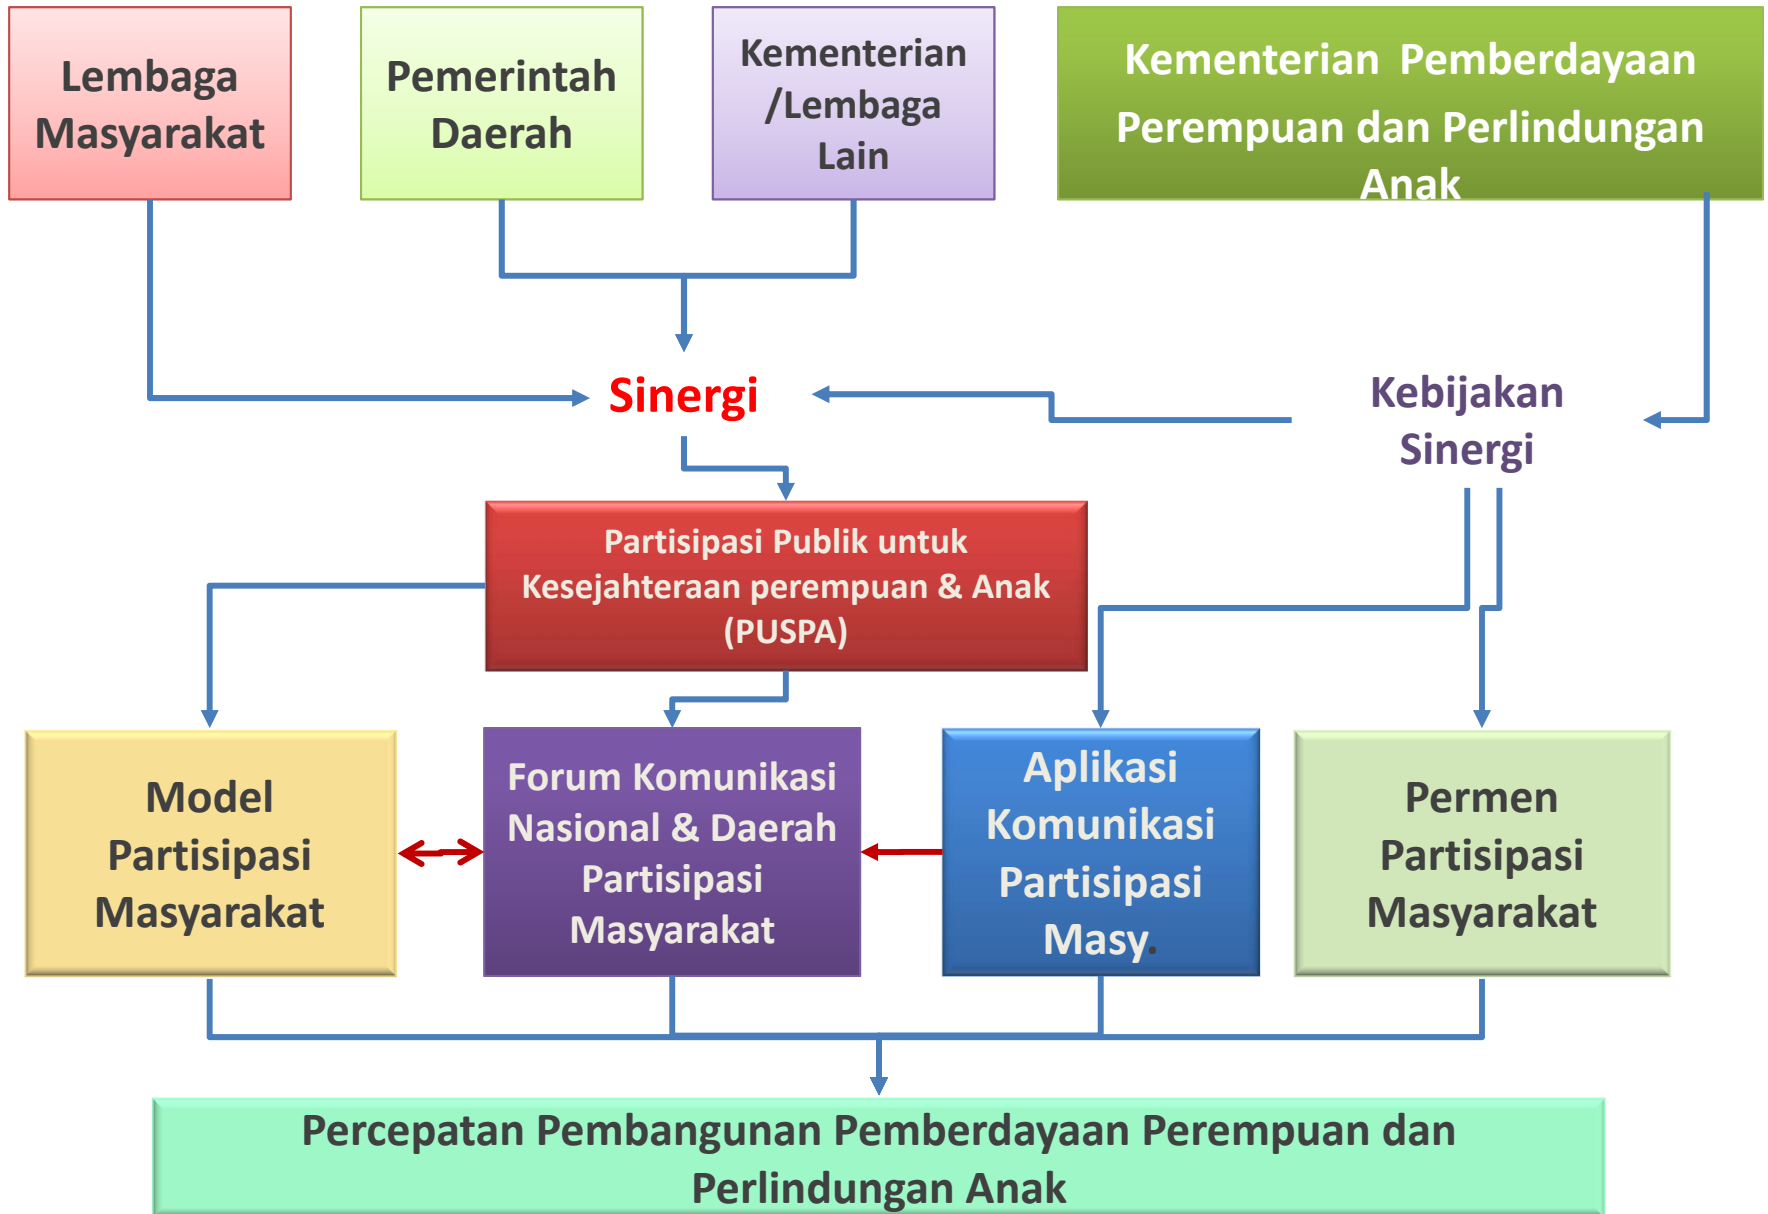 Lembaga
Masyarakat
Pemerintah
Daerah
Kementerian
/Lembaga
Lain
Kementerian Pemberdayaan
Perempuan dan Perlindungan
Anak
Sinergi
Kebijakan
Sinergi
Partisipasi Publik untuk
Kesejahteraan perempuan & Anak
(PUSPA)
Model
Partisipasi
Masyarakat
Forum Komunikasi
Nasional & Daerah
Partisipasi
Masyarakat
Aplikasi
Komunikasi
Partisipasi
Masy.
Permen
Partisipasi
Masyarakat
Percepatan Pembangunan Pemberdayaan Perempuan dan
Perlindungan Anak